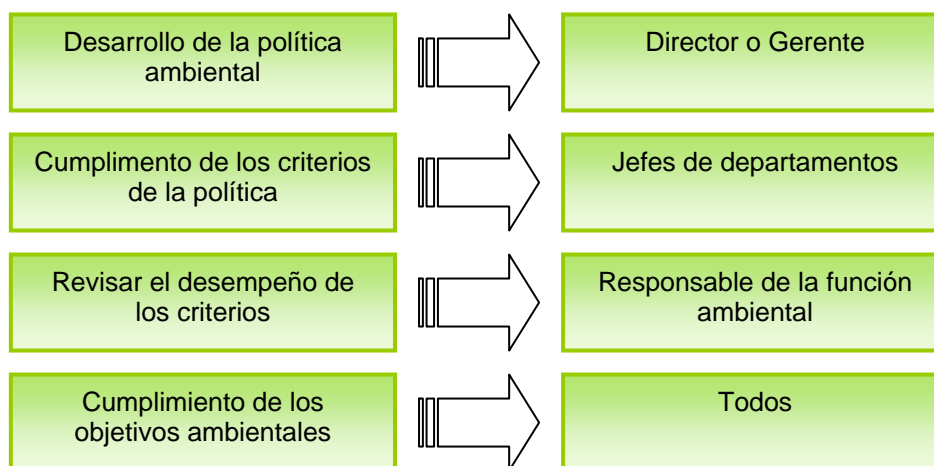 Desarrollo de la política
ambiental
Director o Gerente
Cumplimento de los criterios
de la política
Jefes de departamentos
Revisar el desempeño de
los criterios
Responsable de la función
ambiental
Cumplimiento de los
objetivos ambientales
Todos